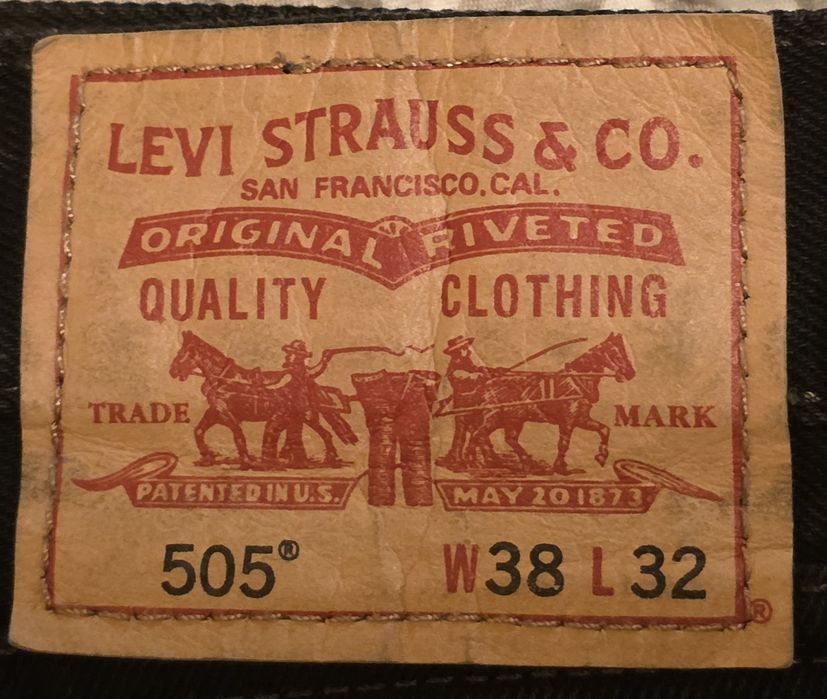 LEVI STRAUSS & CO.
SAN FRANCISCO, CAL.
ORIGINAL RIVETED
QUALITY CLOTHING
TRADE MARK
PATENTED IN U.S. MAY 20 1873
505® W38 L32
®